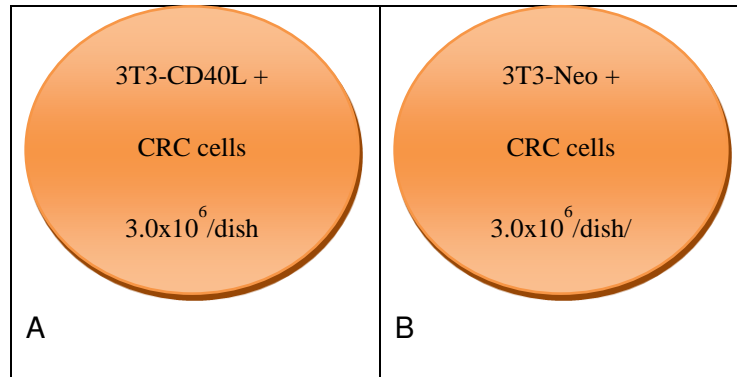 3T3-CD40L +
CRC cells
3.0x10⁶/dish
A
3T3-Neo +
CRC cells
3.0x10⁶/dish/
B